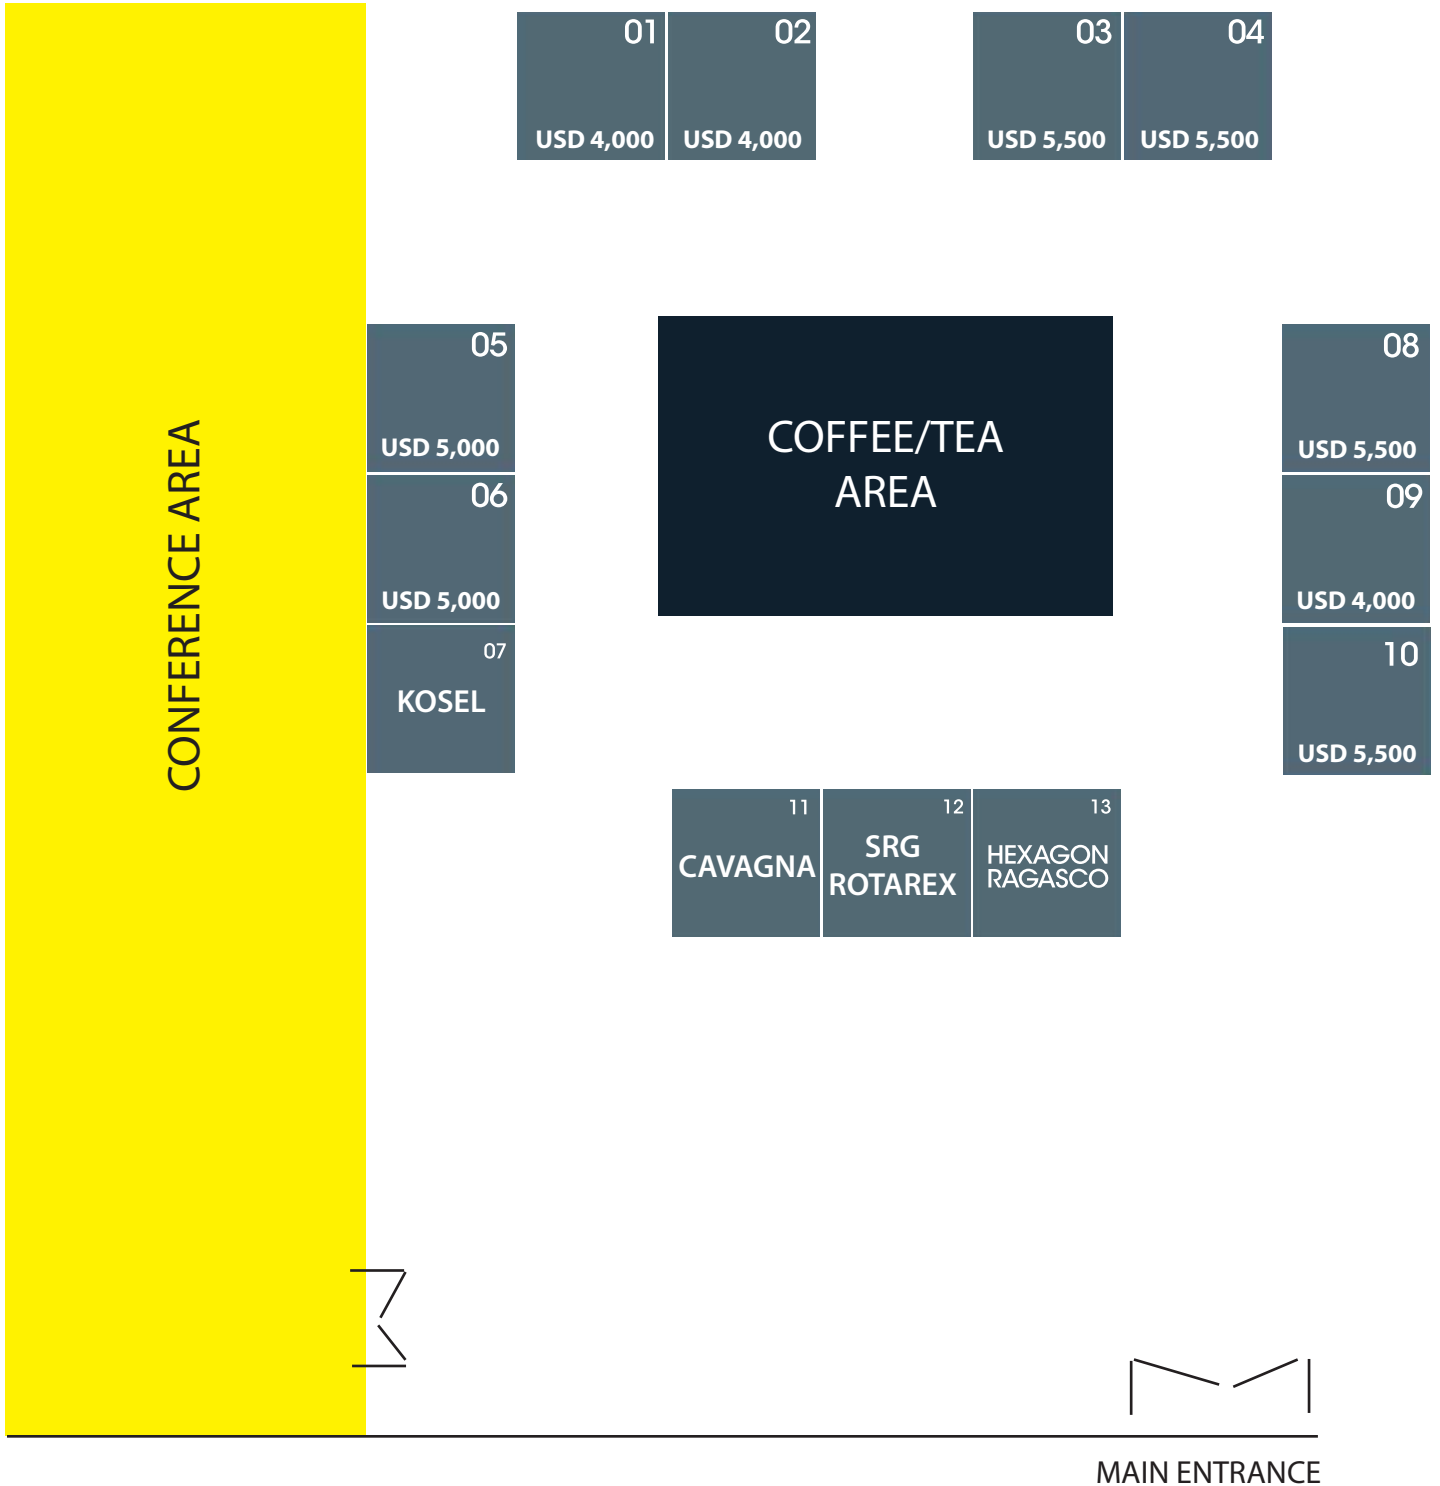 01
02
03
04
USD 4,000
USD 4,000
USD 5,500
USD 5,500
CONFERENCE AREA
05
USD 5,000
06
USD 5,000
07
KOSEL
COFFEE/TEA
AREA
08
USD 5,500
09
USD 4,000
10
USD 5,500
11
CAVAGNA
12
SRG
ROTAREX
13
HEXAGON
RAGASCO
MAIN ENTRANCE